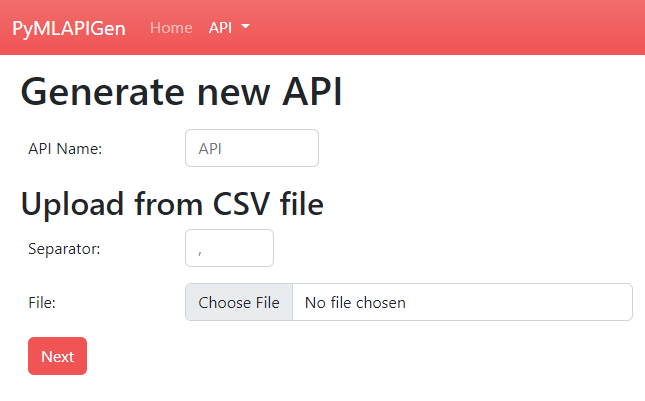 PyMLAPIGen Home API
Generate new API
API Name: API
Upload from CSV file
Separator: ,
File: Choose File No file chosen
Next